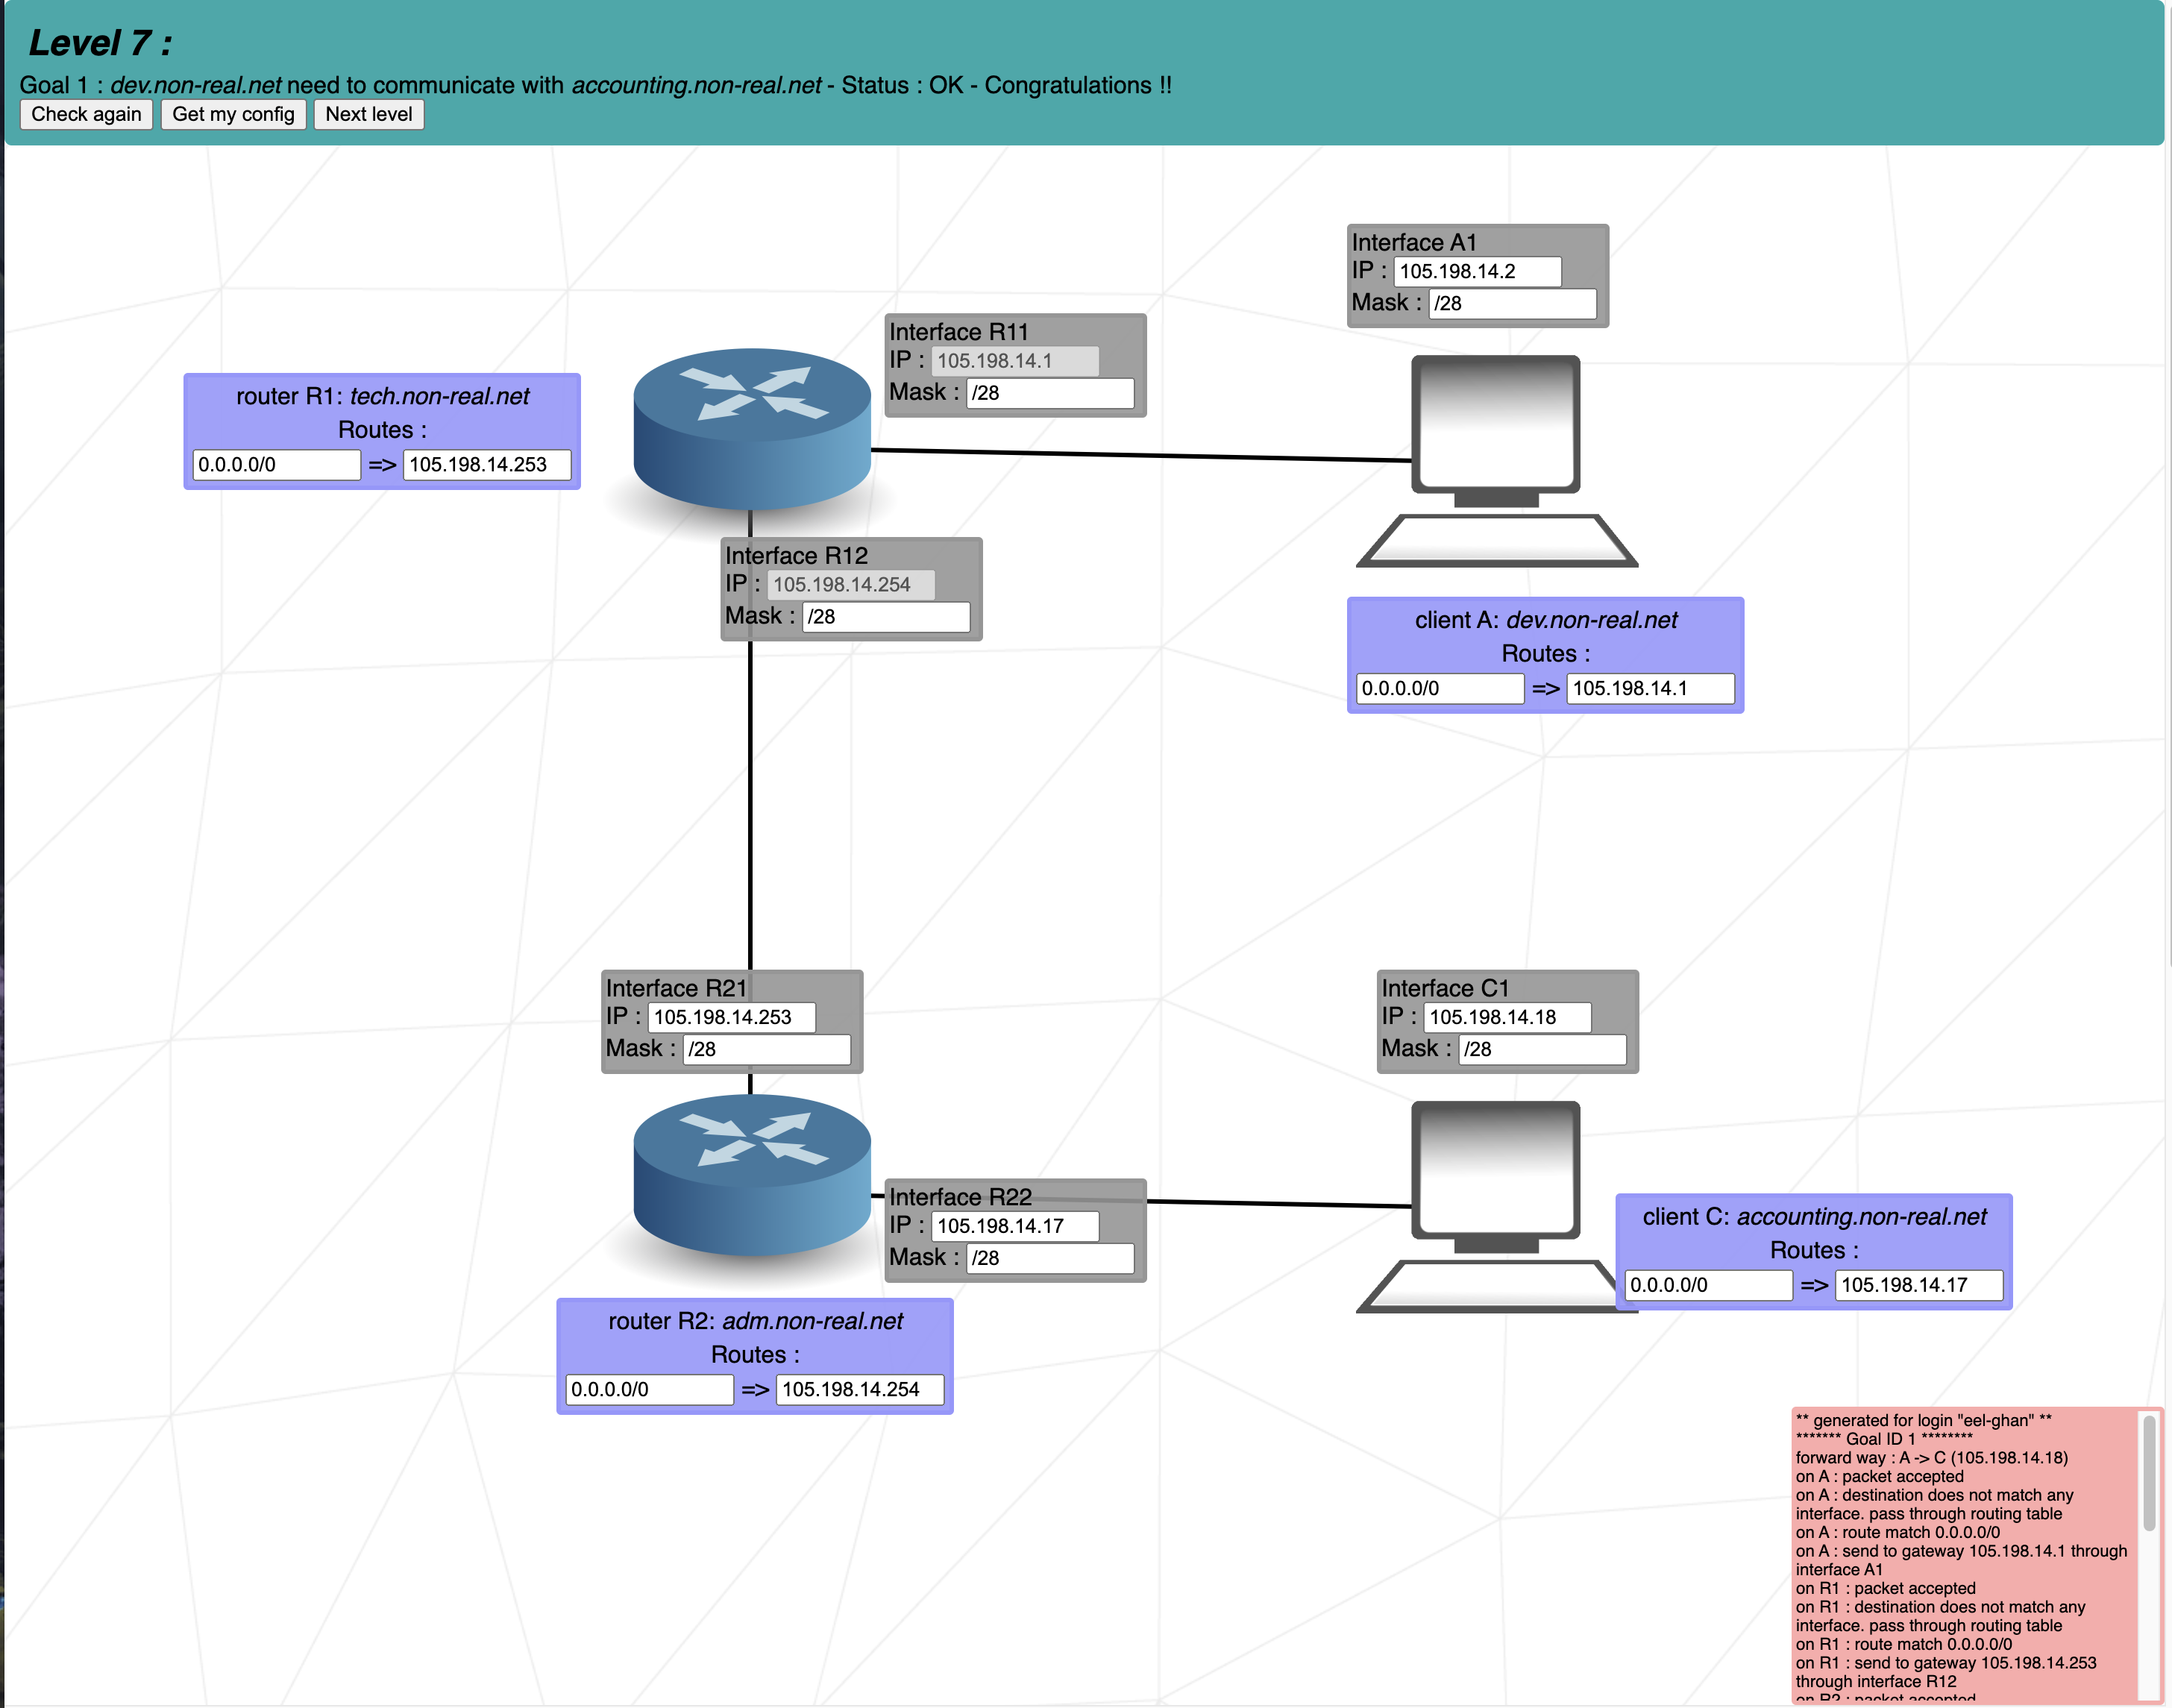 Level 7 :
Goal 1 : dev.non-real.net need to communicate with accounting.non-real.net - Status : OK - Congratulations !!
Check again Get my config Next level
Interface A1
IP : 105.198.14.2
Mask : /28
Interface R11
IP : 105.198.14.1
Mask : /28
router R1: tech.non-real.net
Routes :
0.0.0.0/0 => 105.198.14.253
Interface R12
IP : 105.198.14.254
Mask : /28
client A: dev.non-real.net
Routes :
0.0.0.0/0 => 105.198.14.1
Interface R21
IP : 105.198.14.253
Mask : /28
Interface C1
IP : 105.198.14.18
Mask : /28
Interface R22
IP : 105.198.14.17
Mask : /28
client C: accounting.non-real.net
Routes :
0.0.0.0/0 => 105.198.14.17
router R2: adm.non-real.net
Routes :
0.0.0.0/0 => 105.198.14.254
** generated for login "eel-ghan" **
******* Goal ID 1 ********
forward way : A -> C (105.198.14.18)
on A : packet accepted
on A : destination does not match any
interface. pass through routing table
on A : route match 0.0.0.0/0
on A : send to gateway 105.198.14.1 through
interface A1
on R1 : packet accepted
on R1 : destination does not match any
interface. pass through routing table
on R1 : route match 0.0.0.0/0
on R1 : send to gateway 105.198.14.253
through interface R12
on R2 : packet accepted